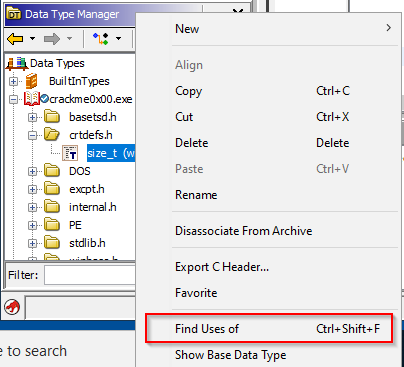 Data Type Manager
Data Types
BuiltInTypes
crackme0x00.exe
basetsd.h
crtdefs.h
size_t (w
DOS
excpt.h
internal.h
PE
stdlib.h
Filter:
e to search
New
Align
Copy Ctrl+C
Cut Ctrl+X
Delete Delete
Paste Ctrl+V
Rename
Disassociate From Archive
Export C Header...
Favorite
Find Uses of Ctrl+Shift+F
Show Base Data Type